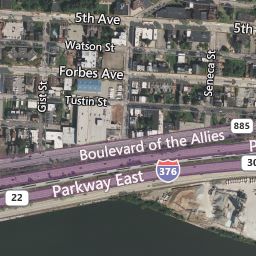 5th Ave
5th
Watson St
Forbes Ave
Gist St
Tustin St
Seneca St
885
Boulevard of the Allies
P
30
376
Parkway East
22